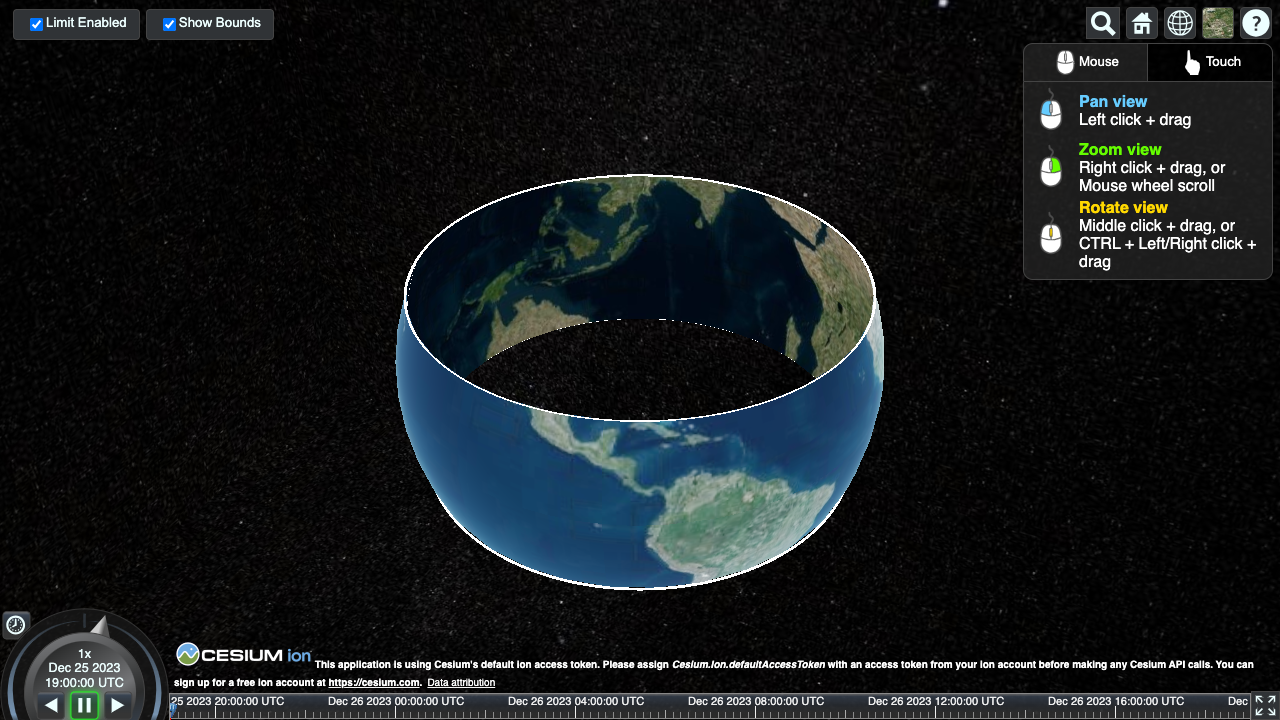 Limit Enabled
Show Bounds
?
Mouse
Touch
Pan view
Left click + drag
Zoom view
Right click + drag, or
Mouse wheel scroll
Rotate view
Middle click + drag, or
CTRL + Left/Right click +
drag
1x
Dec 25 2023
19:00:00 UTC
CESIUM ion
This application is using Cesium's default ion access token. Please assign Cesium.Ion.defaultAccessToken with an access token from your ion account before making any Cesium API calls. You can
sign up for a free ion account at https://cesium.com. Data attribution
25 2023 20:00:00 UTC
Dec 26 2023 00:00:00 UTC
Dec 26 2023 04:00:00 UTC
Dec 26 2023 08:00:00 UTC
Dec 26 2023 12:00:00 UTC
Dec 26 2023 16:00:00 UTC
Dec